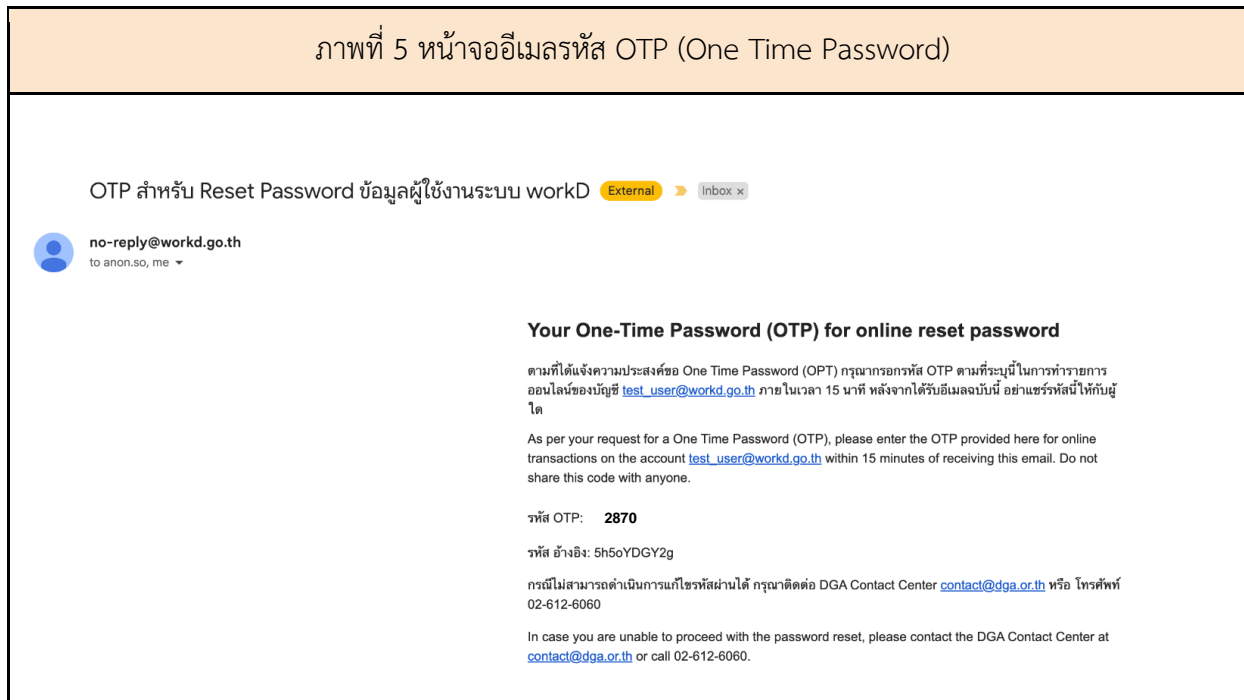 ภาพที่ 5 หน้าจออีเมลรหัส OTP (One Time Password)
OTP สำหรับ Reset Password ข้อมูลผู้ใช้งานระบบ workD External Inbox ×
no-reply@workd.go.th
to anon.so, me
Your One-Time Password (OTP) for online reset password
ตามที่ได้แจ้งความประสงค์ขอ One Time Password (OPT) กรุณากรอกรหัส OTP ตามที่ระบุนี้ในการทำรายการ
ออนไลน์ของบัญชี test_user@workd.go.th ภายในเวลา 15 นาที หลังจากได้รับอีเมลฉบับนี้ อย่าแชร์รหัสนี้ให้กับผู้
ใด
As per your request for a One Time Password (OTP), please enter the OTP provided here for online
transactions on the account test_user@workd.go.th within 15 minutes of receiving this email. Do not
share this code with anyone.
รหัส OTP: 2870
รหัส อ้างอิง: 5h5oYDGY2g
กรณีไม่สามารถดำเนินการแก้ไขรหัสผ่านได้ กรุณาติดต่อ DGA Contact Center contact@dga.or.th หรือ โทรศัพท์
02-612-6060
In case you are unable to proceed with the password reset, please contact the DGA Contact Center at
contact@dga.or.th or call 02-612-6060.